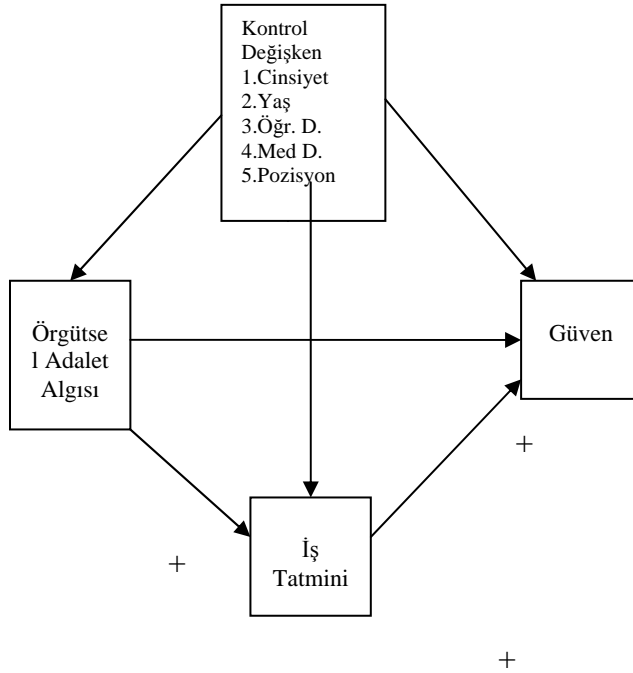 Kontrol
Değişken
1.Cinsiyet
2.Yaş
3.Öğr. D.
4.Med D.
5.Pozisyon
Örgütse
l Adalet
Algısı
Güven
+
İş
Tatmini
+
+